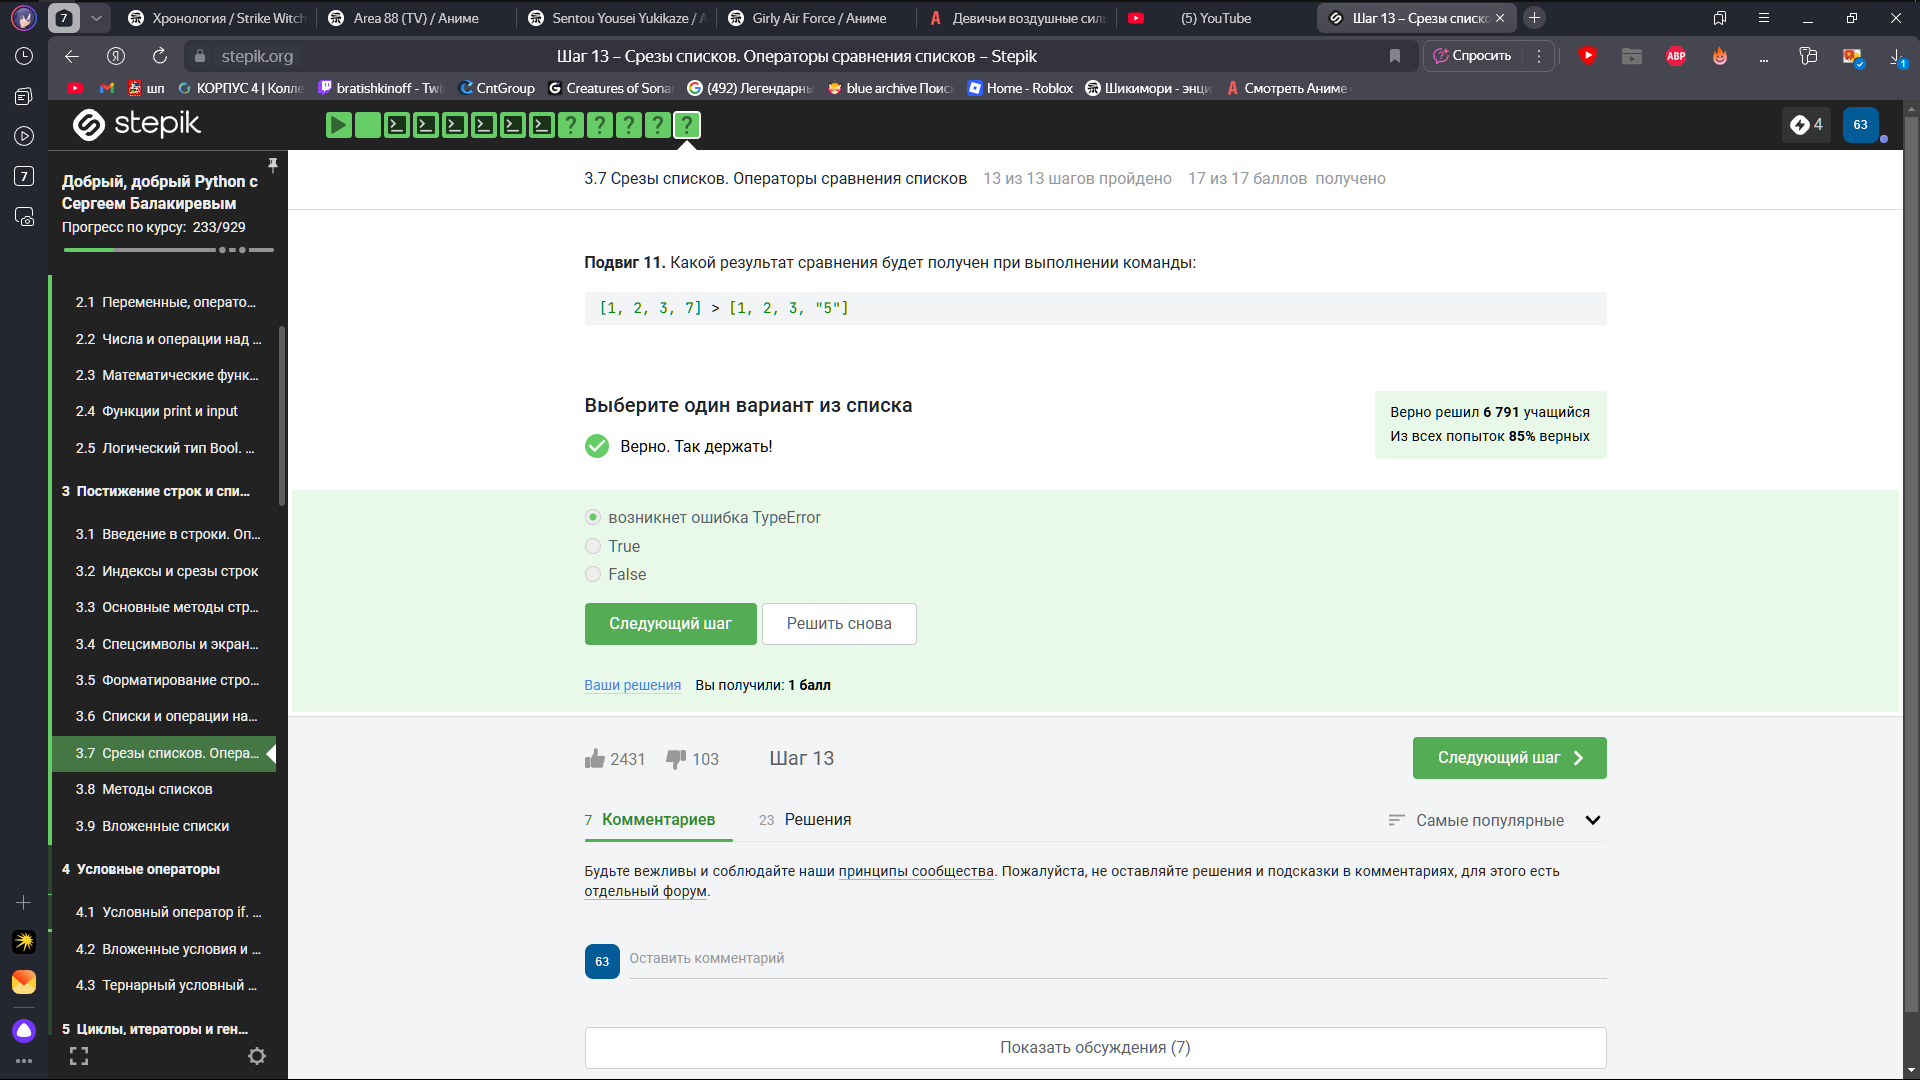 7
Хронология / Strike Witch
Area 88 (TV) / Аниме
Sentou Yousei Yukikaze / А
Girly Air Force / Аниме
Девичьи воздушные сил
(5) YouTube
Шаг 13 – Срезы списко
stepik.org
Шаг 13 – Срезы списков. Операторы сравнения списков – Stepik
Спросить
ABP
...
1
шп
КОРПУС 4 | Колле
bratishkinoff - Twi
CntGroup
Creatures of Sona
(492) Легендарны
blue archive Поис
Home - Roblox
Шикимори - энци
Смотреть Аниме
7
stepik
4
63
Добрый, добрый Python с
Сергеем Балакиревым
Прогресс по курсу: 233/929
2.1 Переменные, операто...
2.2 Числа и операции над ...
2.3 Математические функ...
2.4 Функции print и input
2.5 Логический тип Bool. ...
3 Постижение строк и спи...
3.1 Введение в строки. Оп...
3.2 Индексы и срезы строк
3.3 Основные методы стр...
3.4 Спецсимволы и экран...
3.5 Форматирование стро...
3.6 Списки и операции на...
3.7 Срезы списков. Опера...
3.8 Методы списков
3.9 Вложенные списки
4 Условные операторы
4.1 Условный оператор if. ...
4.2 Вложенные условия и ...
4.3 Тернарный условный ...
5 Циклы, итераторы и ген...
3.7 Срезы списков. Операторы сравнения списков 13 из 13 шагов пройдено 17 из 17 баллов получено
Подвиг 11. Какой результат сравнения будет получен при выполнении команды:
[1, 2, 3, 7] > [1, 2, 3, "5"]
Выберите один вариант из списка
Верно. Так держать!
Верно решил 6 791 учащийся
Из всех попыток 85% верных
возникнет ошибка TypeError
True
False
Следующий шаг
Решить снова
Ваши решения Вы получили: 1 балл
2431
103
Шаг 13
Следующий шаг
7 Комментариев
23 Решения
Самые популярные
Будьте вежливы и соблюдайте наши принципы сообщества. Пожалуйста, не оставляйте решения и подсказки в комментариях, для этого есть
отдельный форум.
63
Оставить комментарий
Показать обсуждения (7)